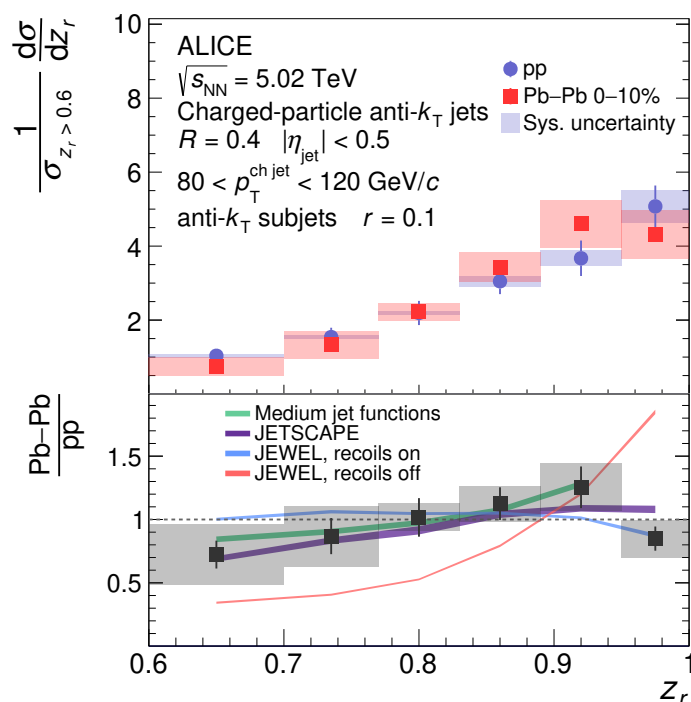 1/σ_{z_r > 0.6} dσ/dz_r
10
8
6
4
2
ALICE
√s_NN = 5.02 TeV
Charged-particle anti-k_T jets
R = 0.4 |η_jet| < 0.5
80 < p_T^{ch jet} < 120 GeV/c
anti-k_T subjets r = 0.1
pp
Pb–Pb 0–10%
Sys. uncertainty
Pb–Pb/pp
1.5
1
0.5
Medium jet functions
JETSCAPE
JEWEL, recoils on
JEWEL, recoils off
0.6 0.7 0.8 0.9 1
z_r